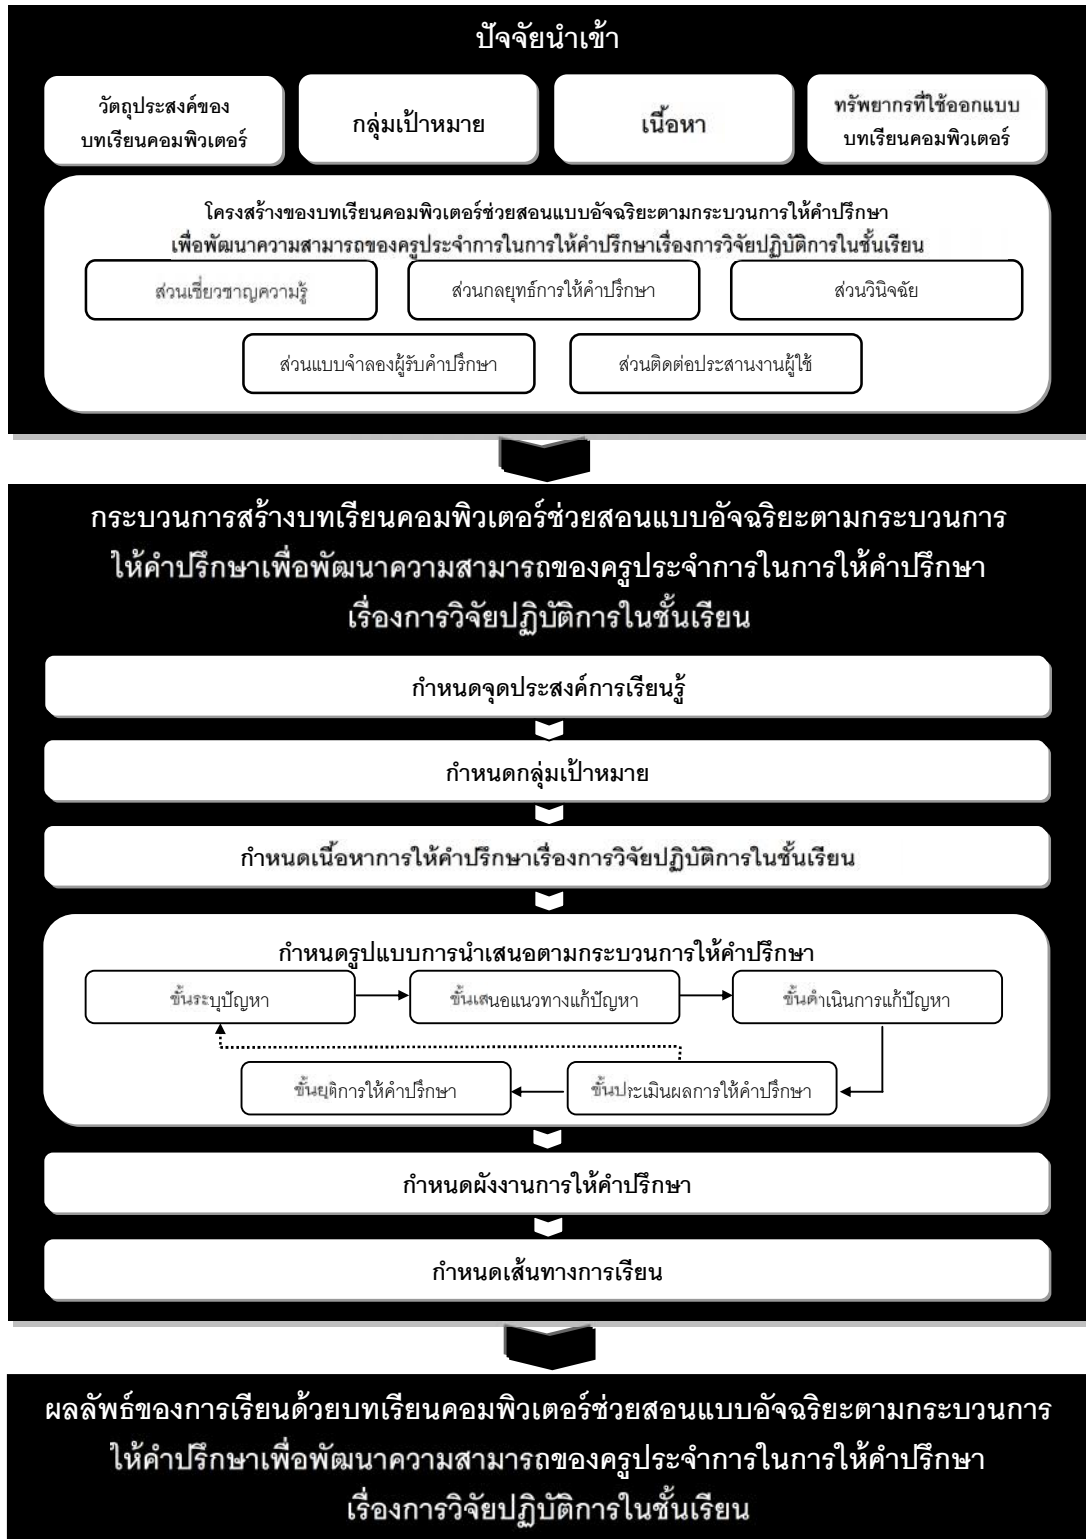 ปัจจัยนำเข้า
วัตถุประสงค์ของ
บทเรียนคอมพิวเตอร์
กลุ่มเป้าหมาย
เนื้อหา
ทรัพยากรที่ใช้ออกแบบ
บทเรียนคอมพิวเตอร์
โครงสร้างของบทเรียนคอมพิวเตอร์ช่วยสอนแบบอัจฉริยะตามกระบวนการให้คำปรึกษา
เพื่อพัฒนาความสามารถของครูประจำการในการให้คำปรึกษาเรื่องการวิจัยปฏิบัติการในชั้นเรียน
ส่วนเชี่ยวชาญความรู้
ส่วนกลยุทธ์การให้คำปรึกษา
ส่วนวินิจฉัย
ส่วนแบบจำลองผู้รับคำปรึกษา
ส่วนติดต่อประสานงานผู้ใช้
กระบวนการสร้างบทเรียนคอมพิวเตอร์ช่วยสอนแบบอัจฉริยะตามกระบวนการ
ให้คำปรึกษาเพื่อพัฒนาความสามารถของครูประจำการในการให้คำปรึกษา
เรื่องการวิจัยปฏิบัติการในชั้นเรียน
กำหนดจุดประสงค์การเรียนรู้
กำหนดกลุ่มเป้าหมาย
กำหนดเนื้อหาการให้คำปรึกษาเรื่องการวิจัยปฏิบัติการในชั้นเรียน
กำหนดรูปแบบการนำเสนอตามกระบวนการให้คำปรึกษา
ขั้นระบุปัญหา
ขั้นเสนอแนวทางแก้ปัญหา
ขั้นดำเนินการแก้ปัญหา
ขั้นยุติการให้คำปรึกษา
ขั้นประเมินผลการให้คำปรึกษา
กำหนดผังงานการให้คำปรึกษา
กำหนดเส้นทางการเรียน
ผลลัพธ์ของการเรียนด้วยบทเรียนคอมพิวเตอร์ช่วยสอนแบบอัจฉริยะตามกระบวนการ
ให้คำปรึกษาเพื่อพัฒนาความสามารถของครูประจำการในการให้คำปรึกษา
เรื่องการวิจัยปฏิบัติการในชั้นเรียน